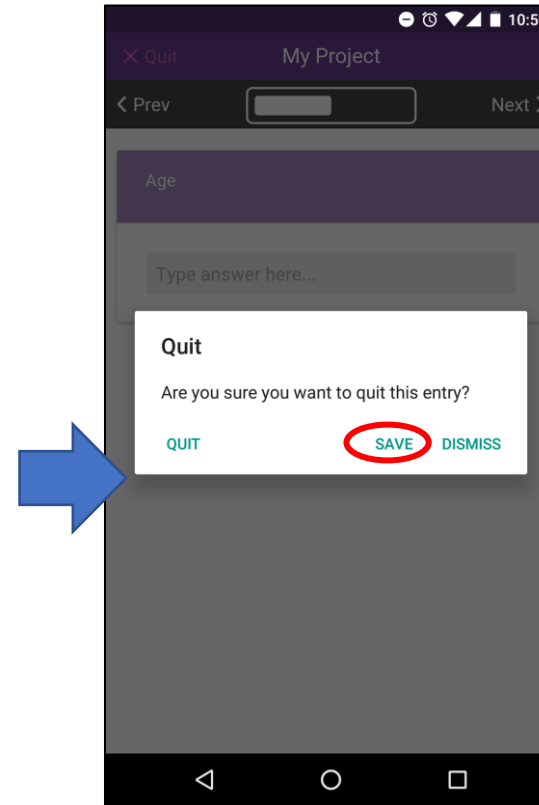 10:5
Quit My Project
Prev Next
Age
Type answer here...
Quit
Are you sure you want to quit this entry?
QUIT SAVE DISMISS